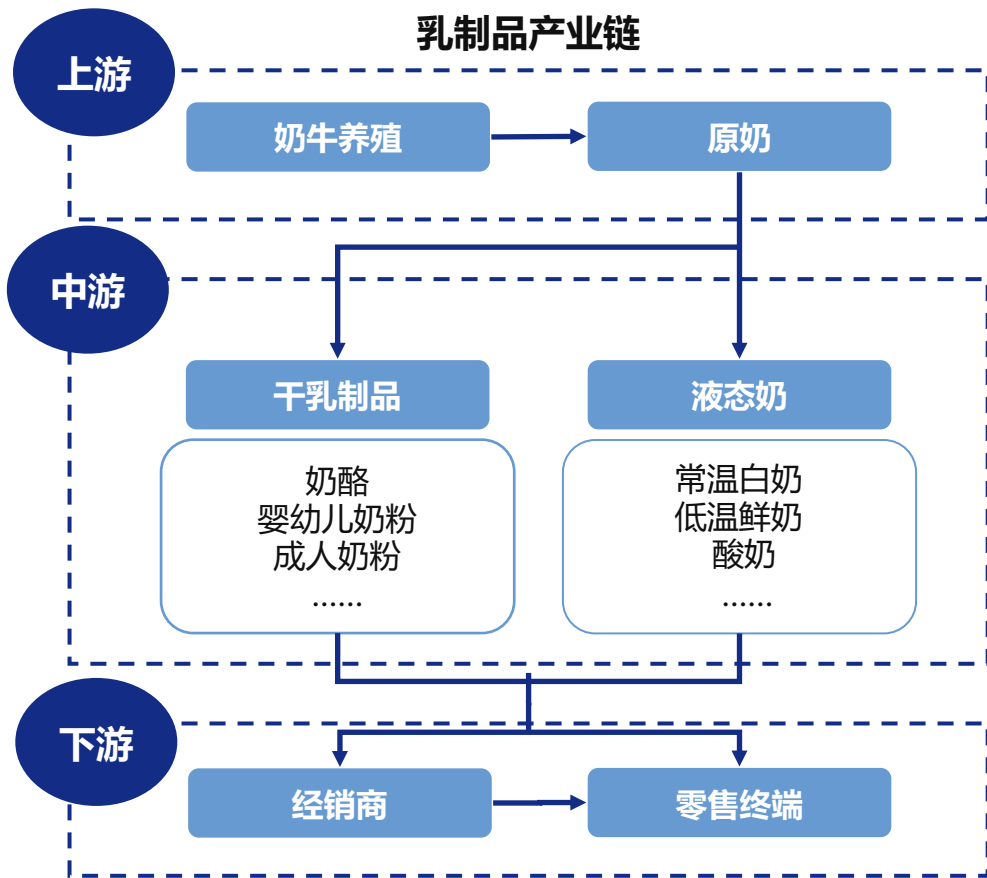 乳制品产业链
上游
奶牛养殖
原奶
中游
干乳制品
液态奶
奶酪
婴幼儿奶粉
成人奶粉
……
常温白奶
低温鲜奶
酸奶
……
下游
经销商
零售终端